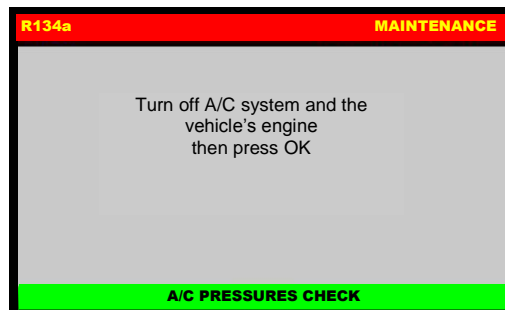 R134a MAINTENANCE
Turn off A/C system and the
vehicle's engine
then press OK
A/C PRESSURES CHECK